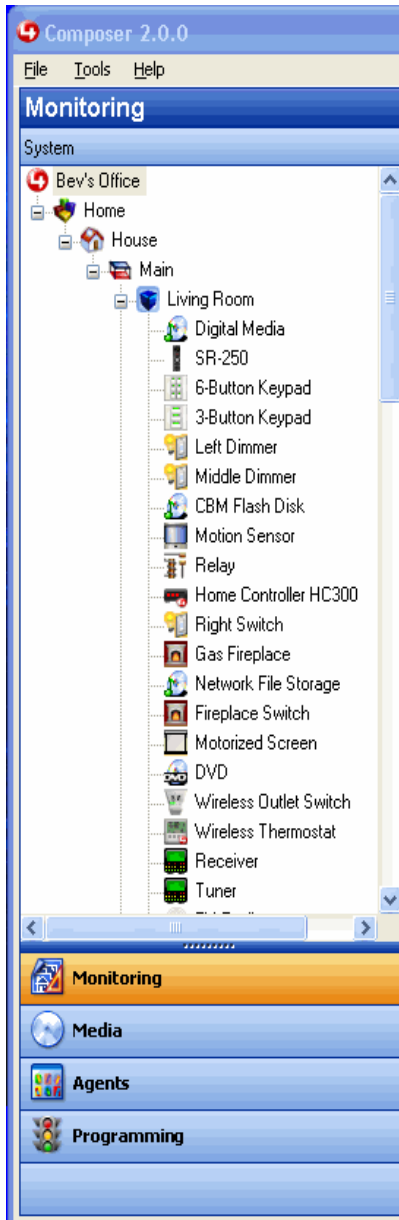 Composer 2.0.0
File Tools Help
Monitoring
System
Bev's Office
Home
House
Main
Living Room
Digital Media
SR-250
6-Button Keypad
3-Button Keypad
Left Dimmer
Middle Dimmer
CBM Flash Disk
Motion Sensor
Relay
Home Controller HC300
Right Switch
Gas Fireplace
Network File Storage
Fireplace Switch
Motorized Screen
DVD
Wireless Outlet Switch
Wireless Thermostat
Receiver
Tuner
Monitoring
Media
Agents
Programming